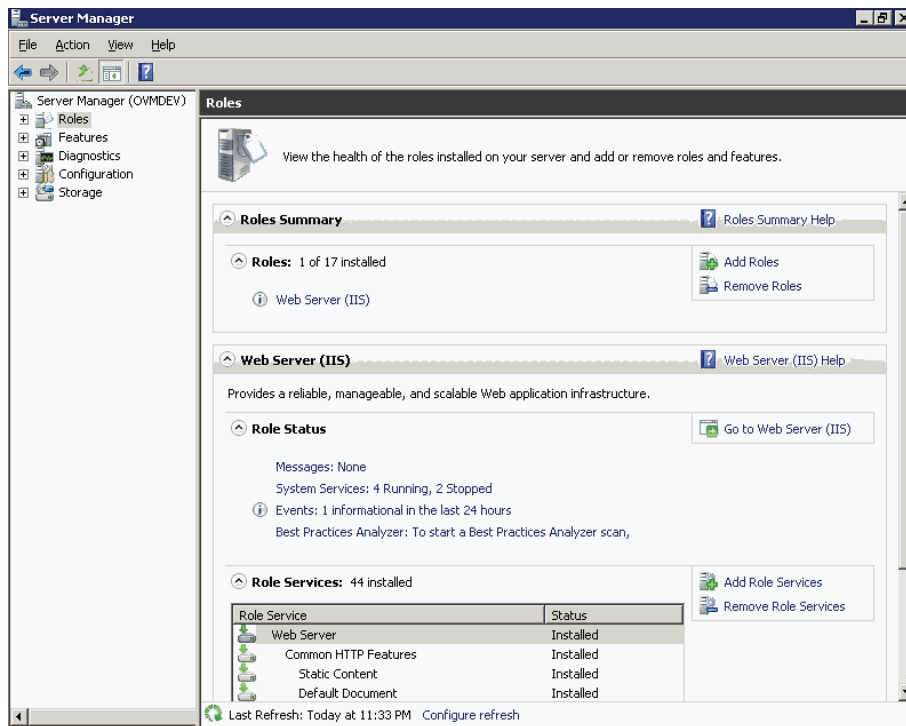 Server Manager
File Action View Help
Server Manager (OVMDEV)
Roles
Features
Diagnostics
Configuration
Storage
Roles
View the health of the roles installed on your server and add or remove roles and features.
Roles Summary
Roles Summary Help
Roles: 1 of 17 installed
Add Roles
Remove Roles
Web Server (IIS)
Web Server (IIS)
Web Server (IIS) Help
Provides a reliable, manageable, and scalable Web application infrastructure.
Role Status
Go to Web Server (IIS)
Messages: None
System Services: 4 Running, 2 Stopped
Events: 1 informational in the last 24 hours
Best Practices Analyzer: To start a Best Practices Analyzer scan,
Role Services: 44 installed
Add Role Services
Remove Role Services
Role Service Status
Web Server Installed
Common HTTP Features Installed
Static Content Installed
Default Document Installed
Last Refresh: Today at 11:33 PM Configure refresh